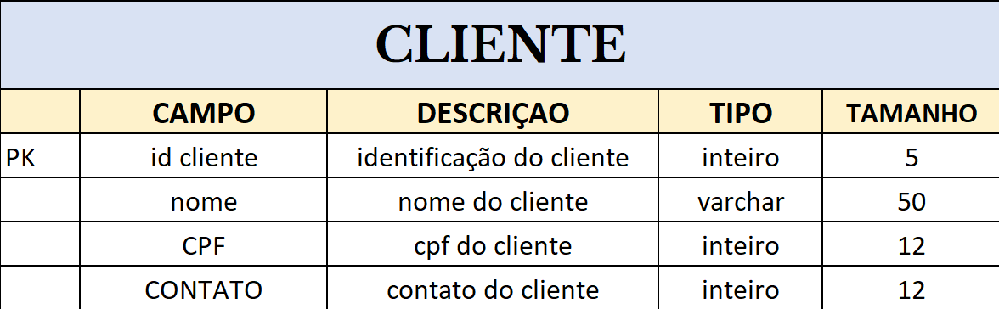 CLIENTE
CAMPO DESCRIÇAO TIPO TAMANHO
PK id cliente identificação do cliente inteiro 5
nome nome do cliente varchar 50
CPF cpf do cliente inteiro 12
CONTATO contato do cliente inteiro 12